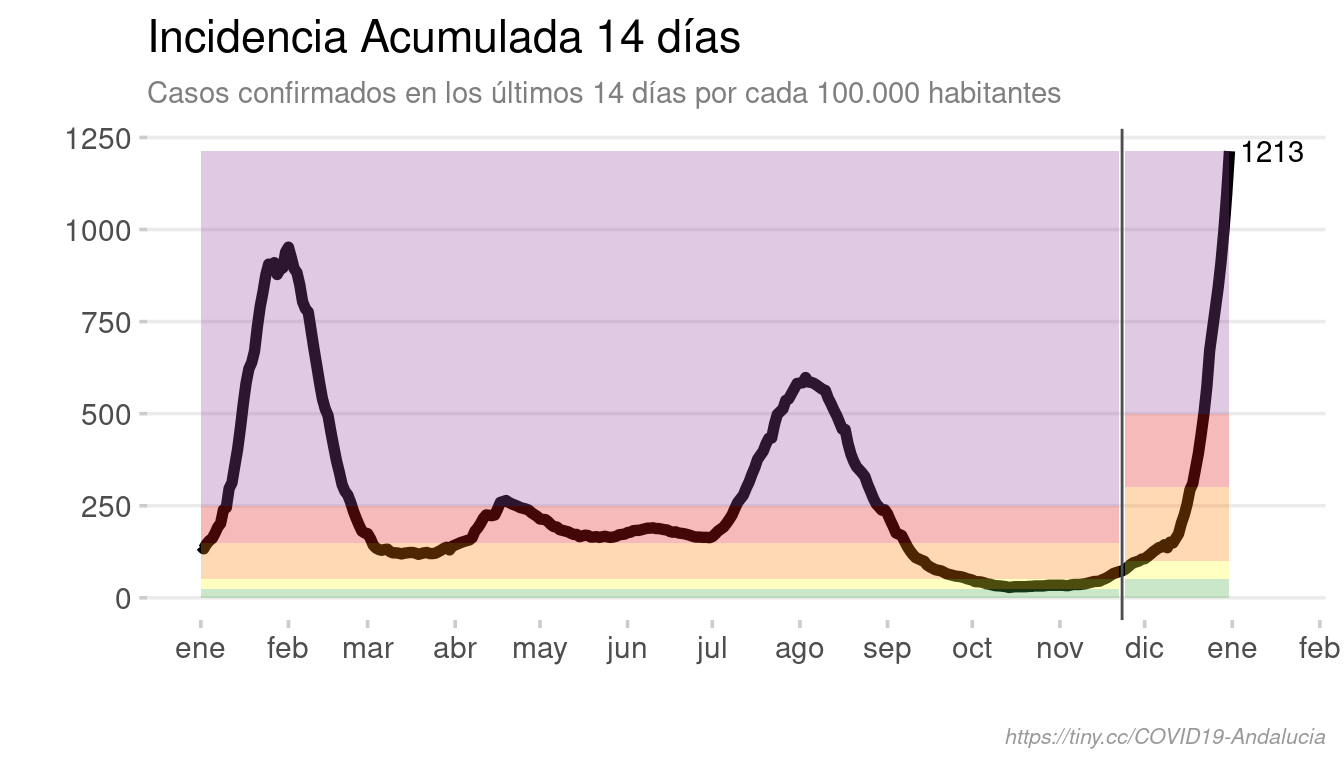 Incidencia Acumulada 14 días
Casos confirmados en los últimos 14 días por cada 100.000 habitantes
1250
1213
1000
750
500
250
0
ene feb mar abr may jun jul ago sep oct nov dic ene feb
https://tiny.cc/COVID19-Andalucia